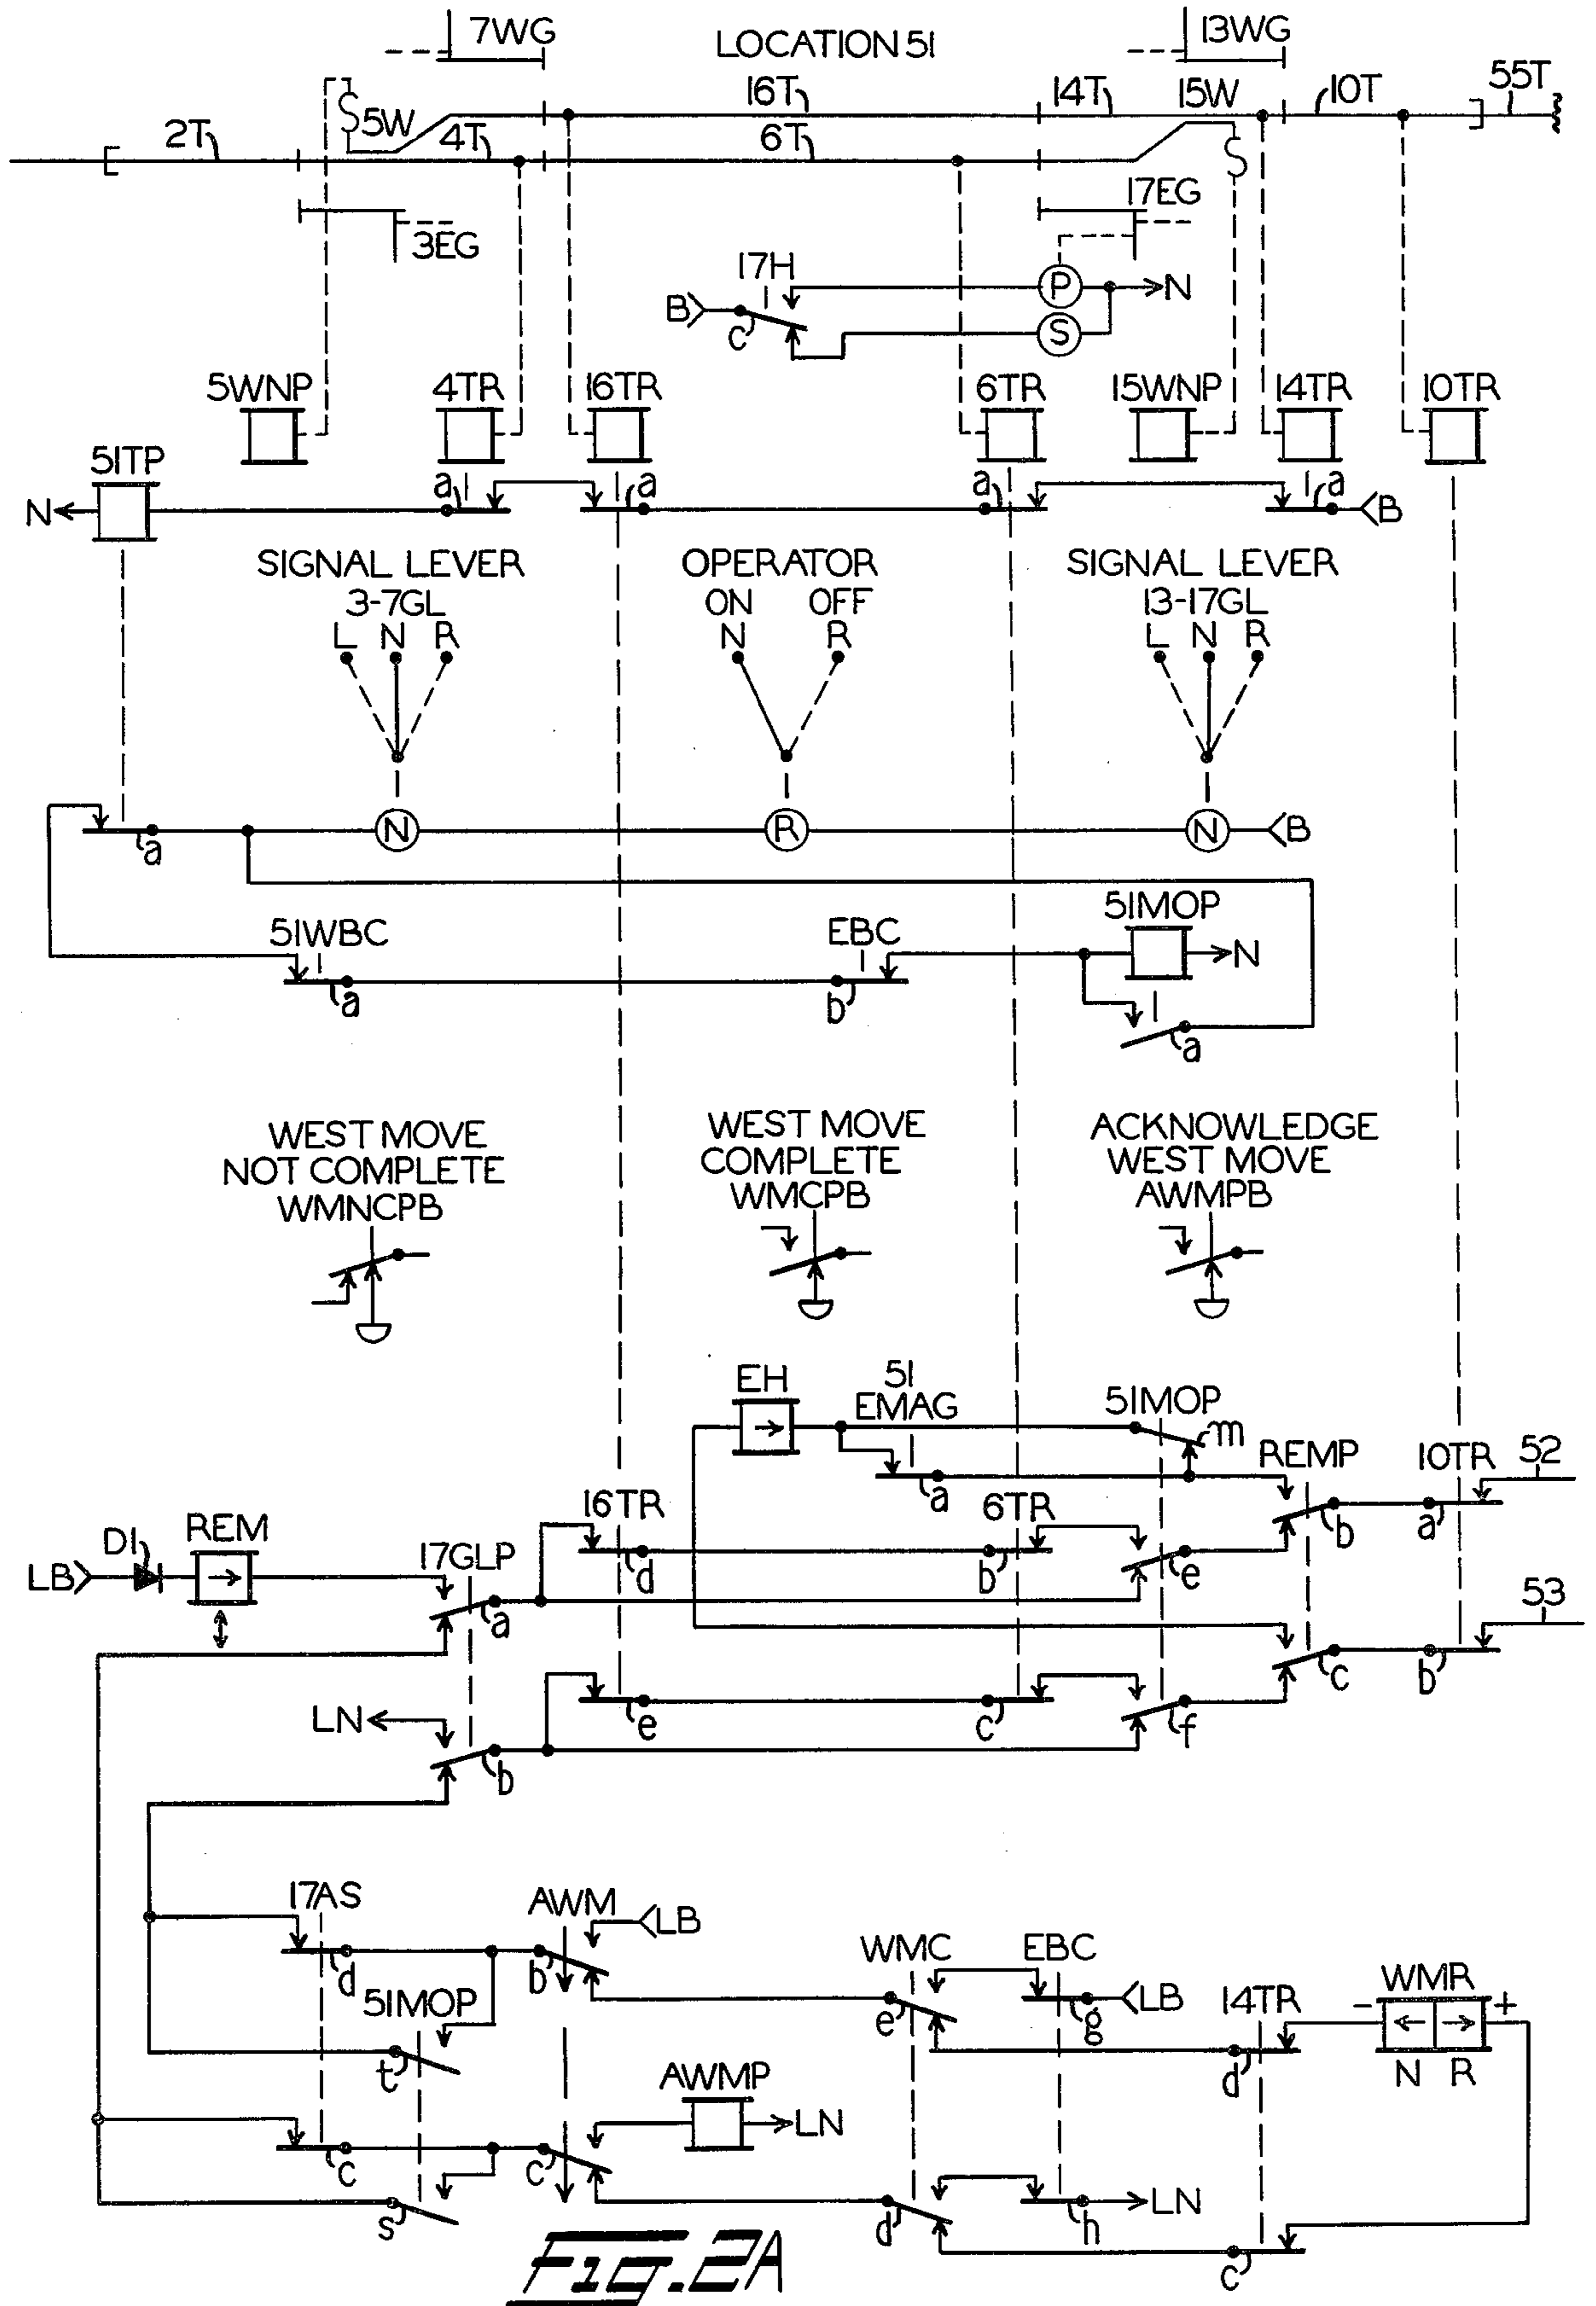 7WG LOCATION 51 13WG
16T 14T 15W 10T 55T
2T 5W 4T 6T
3EG 17EG
17H P N
B c S
5WNP 4TR 16TR 6TR 15WNP 14TR 10TR
51TP
N a a a a B
SIGNAL LEVER OPERATOR SIGNAL LEVER
3-7GL ON OFF 13-17GL
L N R N R L N R
a N R N B
51WBC EBC 51MOP
N
a b a
WEST MOVE NOT COMPLETE WMNCPB
WEST MOVE COMPLETE WMCPB
ACKNOWLEDGE WEST MOVE AWMPB
EH 51 EMAG 51MOP
m REMP 10TR 52
a b a
16TR 6TR
LB D1 REM 17GLP
d b e 53
a
c b
LN e c f
b
17AS AWM LB
WMC EBC
d b WMR
51MOP e g LB 14TR - +
t d N R
AWMP
LN
c c
s d h LN
c
Fig. 2A